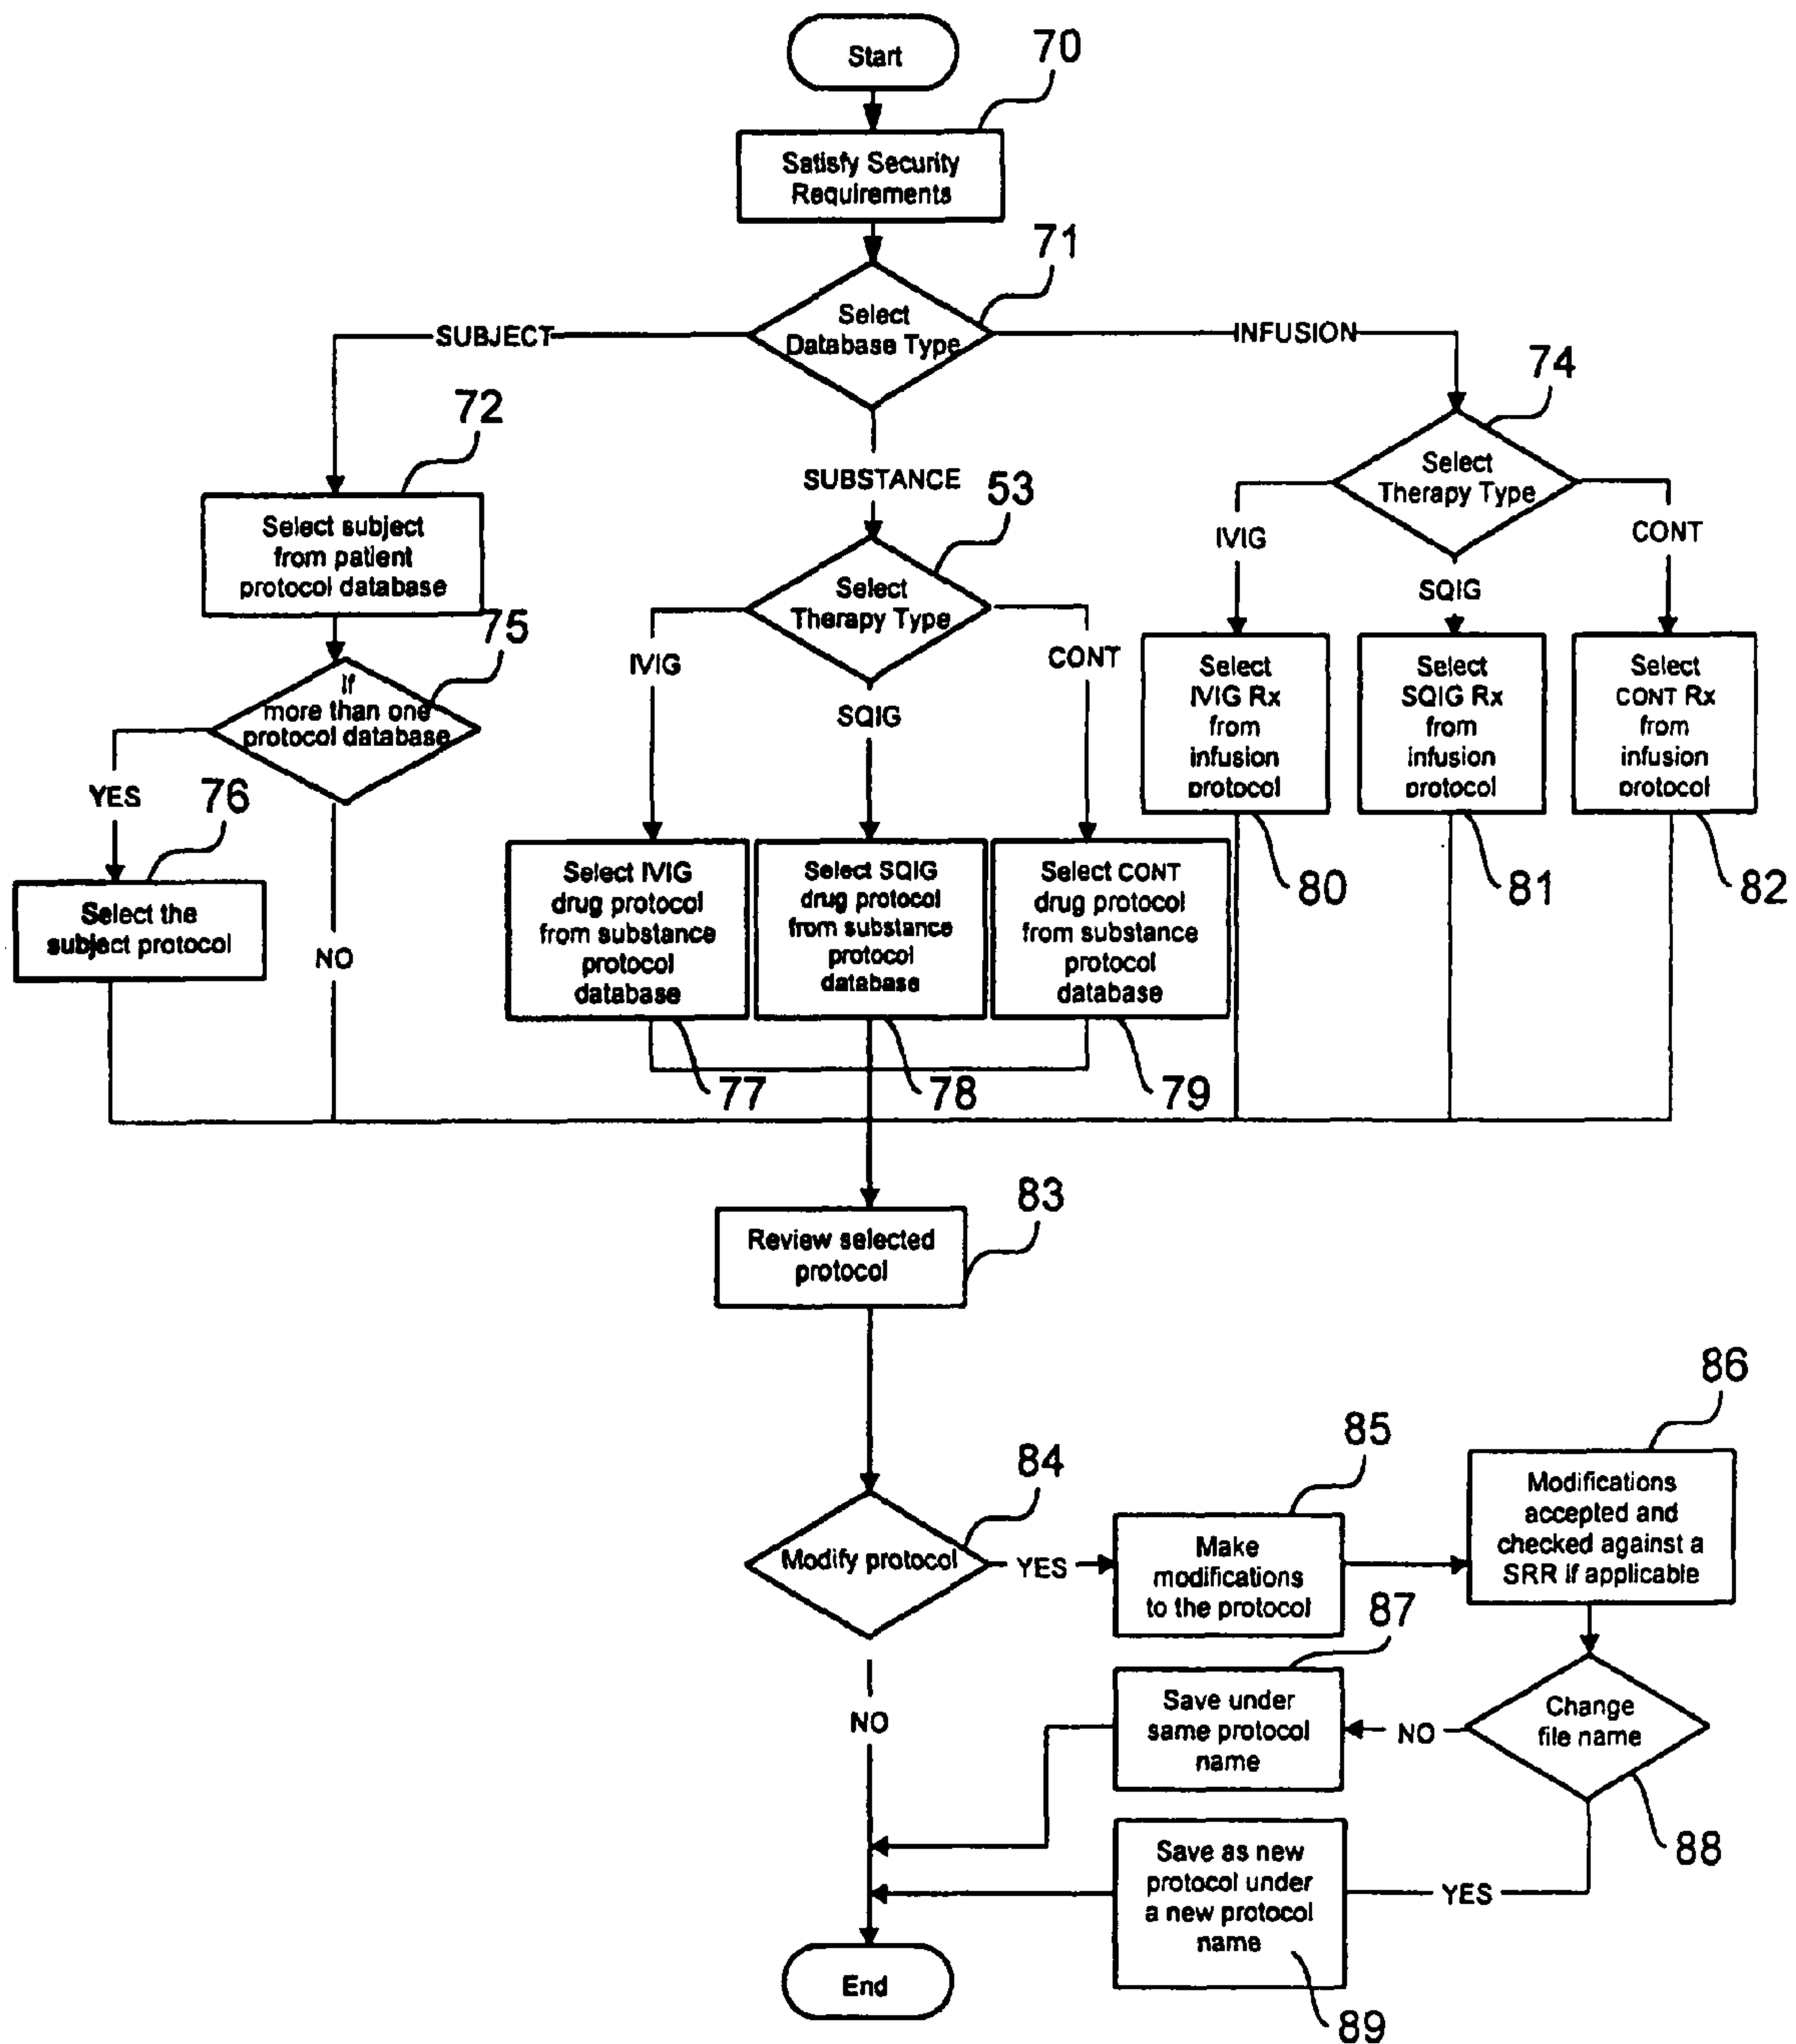 Start
70
Satisfy Security
Requirements
71
Select
Database Type
SUBJECT
INFUSION
74
72
Select
Therapy Type
SUBSTANCE
53
Select subject
from patient
protocol database
IVIG
CONT
SQIG
Select
Therapy Type
75
If
more than one
protocol database
IVIG
CONT
SQIG
Select
IVIG Rx
from
infusion
protocol
Select
SQIG Rx
from
infusion
protocol
Select
CONT Rx
from
infusion
protocol
YES
76
80
81
82
Select the
subject protocol
NO
Select IVIG
drug protocol
from substance
protocol
database
Select SQIG
drug protocol
from substance
protocol
database
Select CONT
drug protocol
from substance
protocol
database
77
78
79
83
Review selected
protocol
86
85
84
Modify protocol
YES
Make
modifications
to the protocol
Modifications
accepted and
checked against a
SRR if applicable
87
NO
Save under
same protocol
name
NO
Change
file name
88
Save as new
protocol under
a new protocol
name
YES
End
89